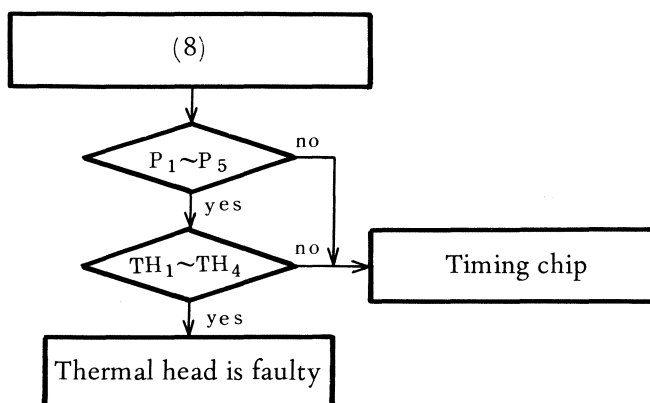 (8)
no
P₁~P₅
yes
no
TH₁~TH₄
Timing chip
yes
Thermal head is faulty